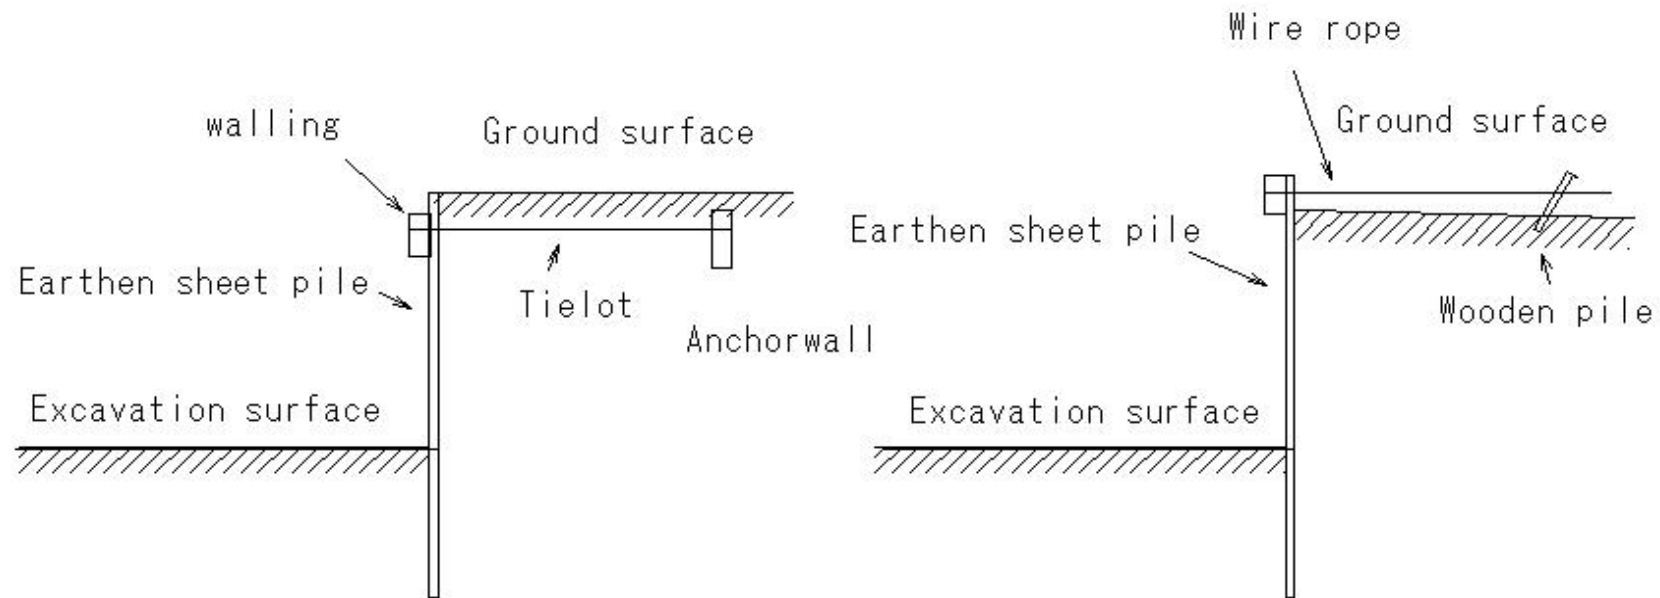 walling
Ground surface
Earthen sheet pile
Tielot
Anchorwall
Excavation surface
Wire rope
Ground surface
Earthen sheet pile
Wooden pile
Excavation surface